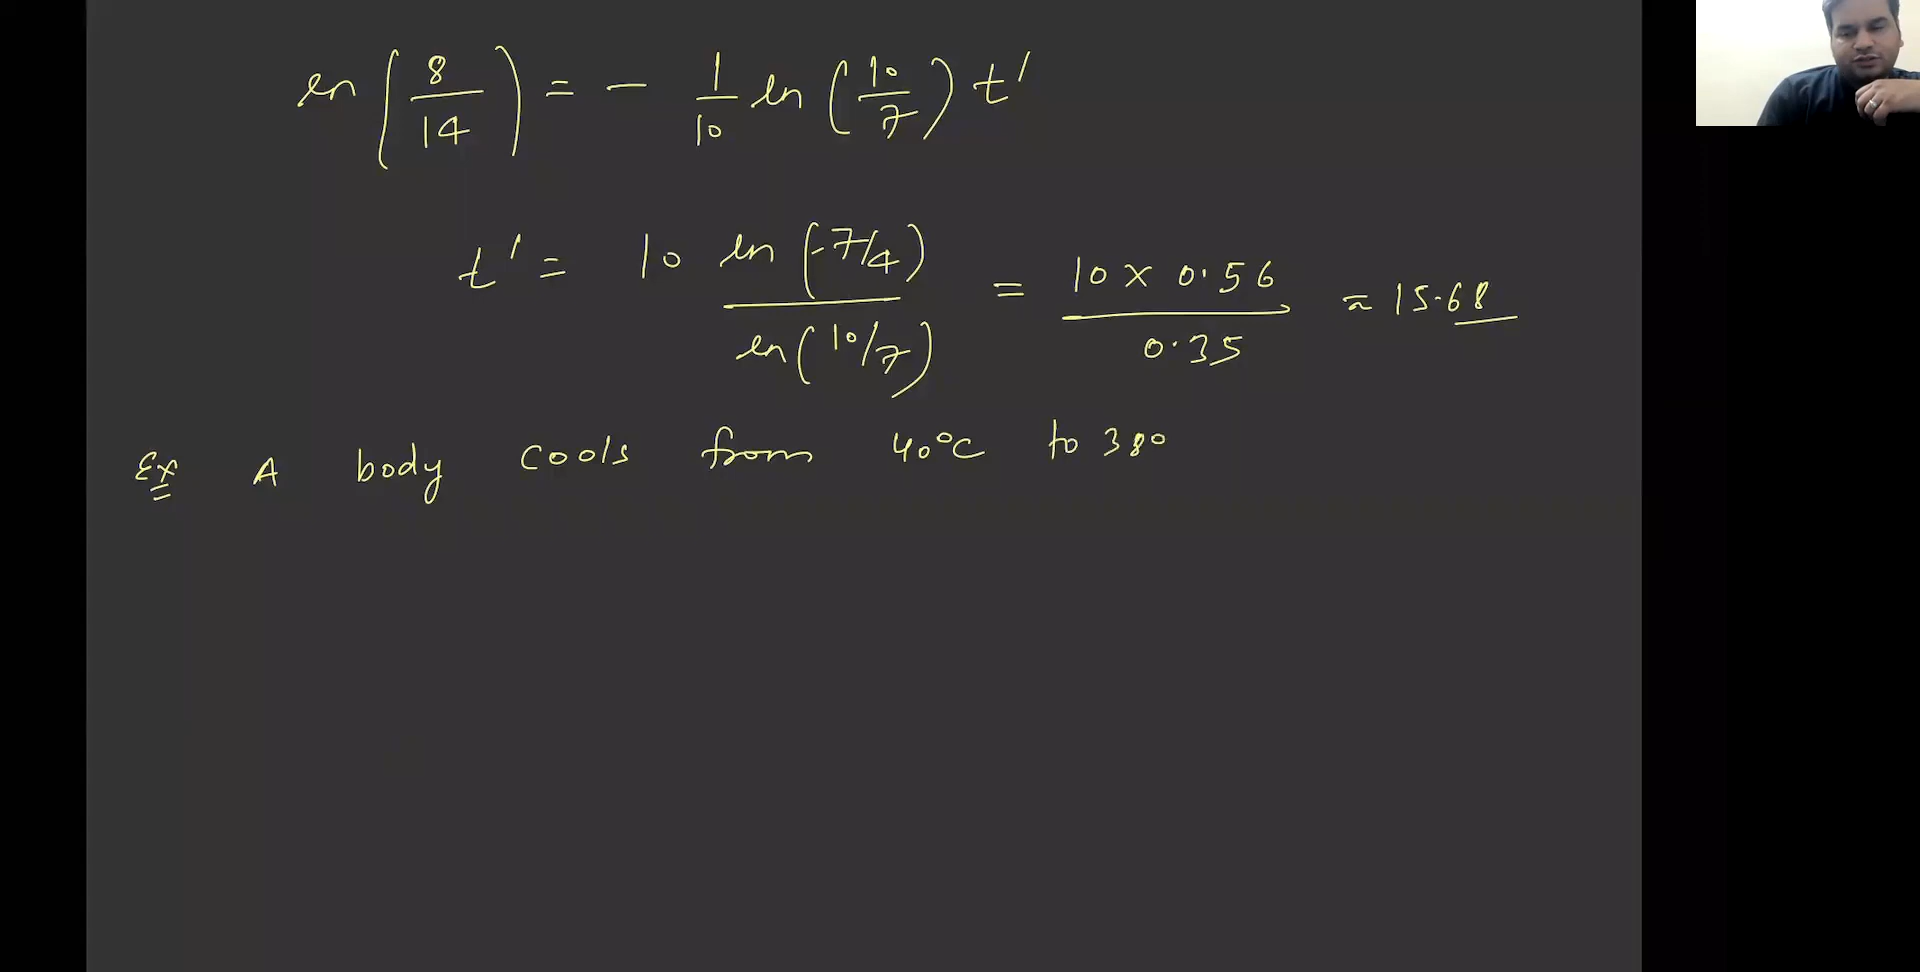 ln(8/14) = - 1/10 ln(10/7) t'
t' = 10 ln(-7/4) / ln(10/7) = 10 x 0.56 / 0.35 ≈ 15.68
Ex A body cools from 40°C to 38°